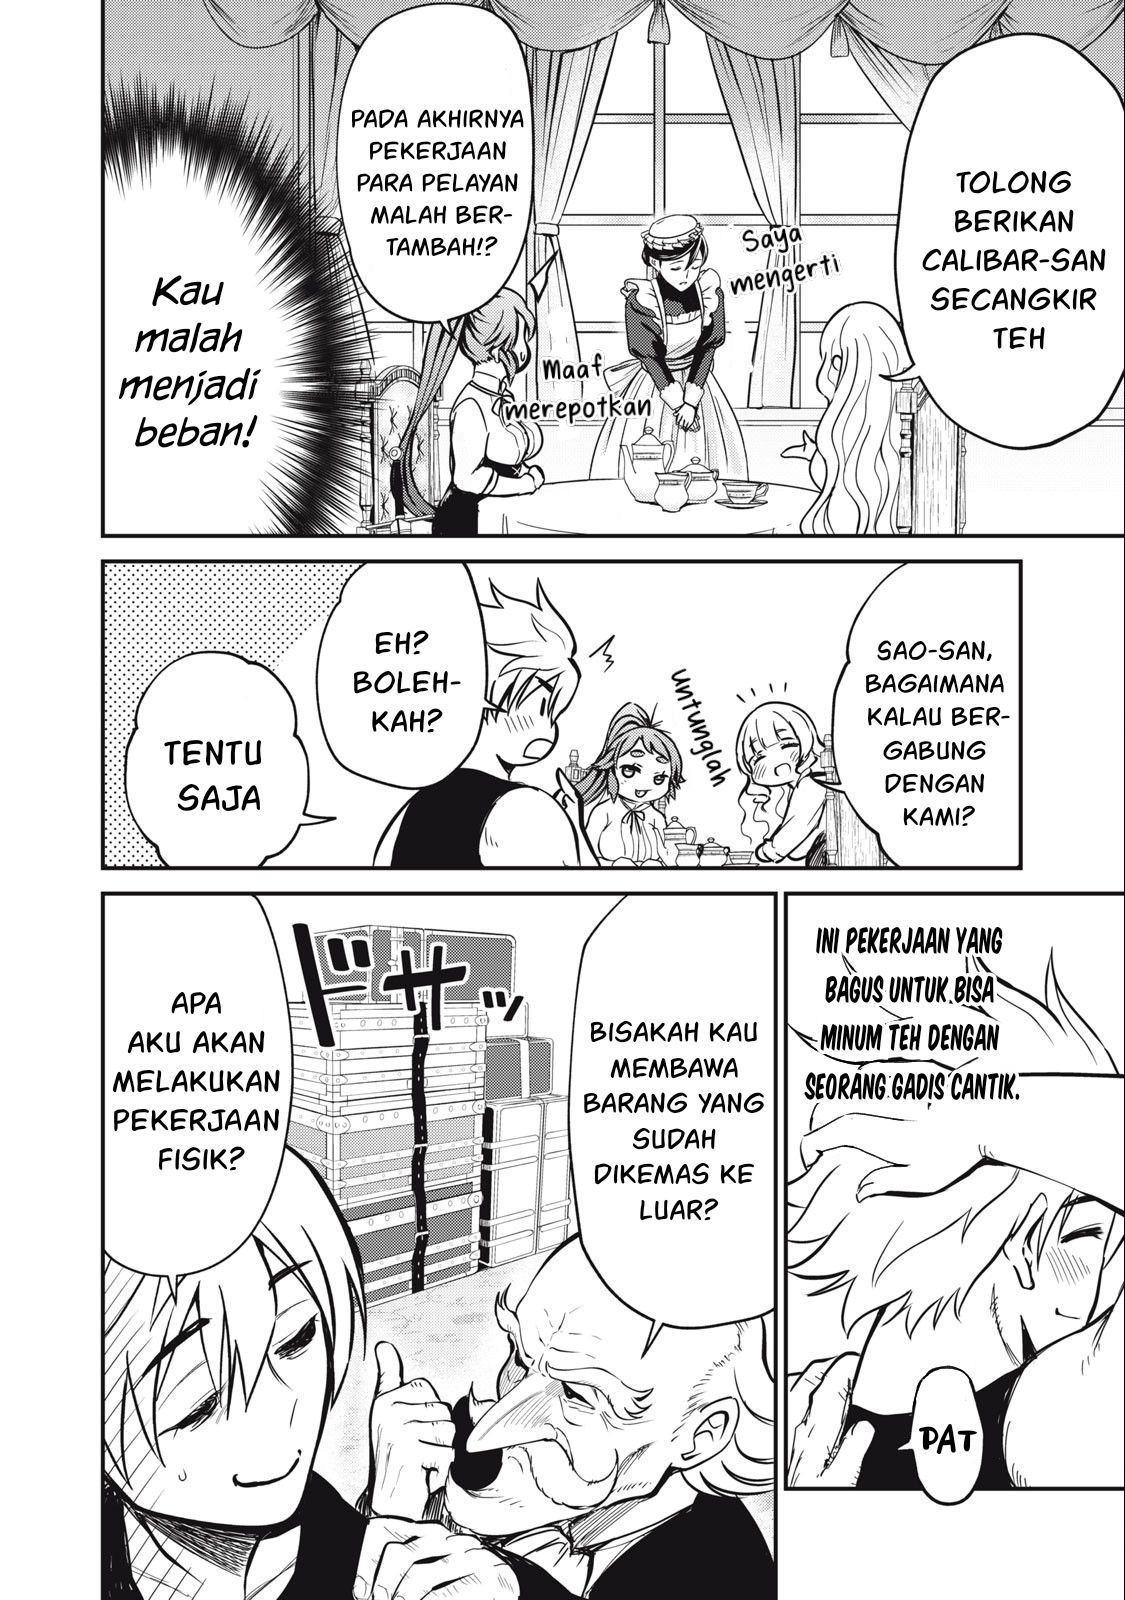 TOLONG
BERIKAN
CALIBAR-SAN
SECANGKIR
TEH
Saya
mengerti
PADA AKHIRNYA
PEKERJAAN
PARA PELAYAN
MALAH BER-
TAMBAH!?
Maaf
merepotkan
Kau
malah
menjadi
beban!
SAO-SAN,
BAGAIMANA
KALAU BER-
GABUNG
DENGAN
KAMI?
Untunglah
EH?
BOLEH-
KAH?
TENTU
SAJA
INI PEKERJAAN YANG
BAGUS UNTUK BISA
MINUM TEH DENGAN
SEORANG GADIS CANTIK.
PAT
BISAKAH KAU
MEMBAWA
BARANG YANG
SUDAH
DIKEMAS KE
LUAR?
ドサッ
APA
AKU AKAN
MELAKUKAN
PEKERJAAN
FISIK?